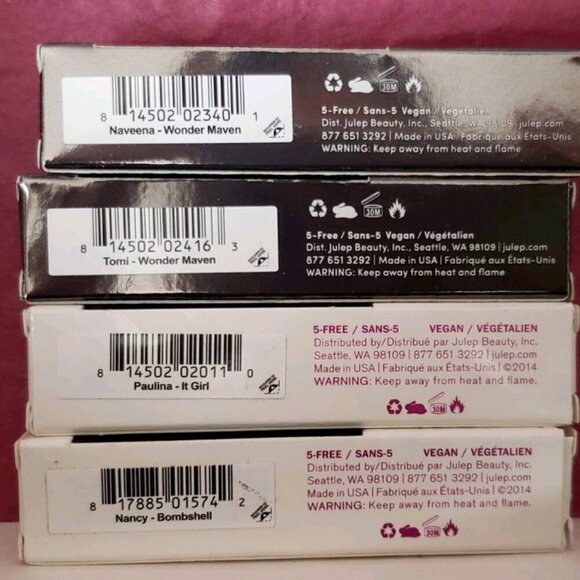 8 14502 02340 1
Naveena - Wonder Maven
30M
5-Free / Sans-5 Vegan / Végétalien
Dist. Julep Beauty, Inc., Seattle, WA 98109 | julep.com
877 651 3292 | Made in USA | Fabriqué aux États-Unis
WARNING: Keep away from heat and flame
8 14502 02416 3
Tomi - Wonder Maven
30M
5-Free / Sans-5 Vegan / Végétalien
Dist. Julep Beauty, Inc., Seattle, WA 98109 | julep.com
877 651 3292 | Made in USA | Fabriqué aux États-Unis
WARNING: Keep away from heat and flame
8 14502 02011 0
Paulina - It Girl
5-FREE / SANS-5 VEGAN / VÉGÉTALIEN
Distributed by/Distribué par Julep Beauty, Inc.
Seattle, WA 98109 | 877 651 3292 | julep.com
Made in USA | Fabriqué aux États-Unis | ©2014
WARNING: Keep away from heat and flame.
30M
8 17885 01574 2
Nancy - Bombshell
5-FREE / SANS-5 VEGAN / VÉGÉTALIEN
Distributed by/Distribué par Julep Beauty, Inc.
Seattle, WA 98109 | 877 651 3292 | julep.com
Made in USA | Fabriqué aux États-Unis | ©2014
WARNING: Keep away from heat and flame.
30M